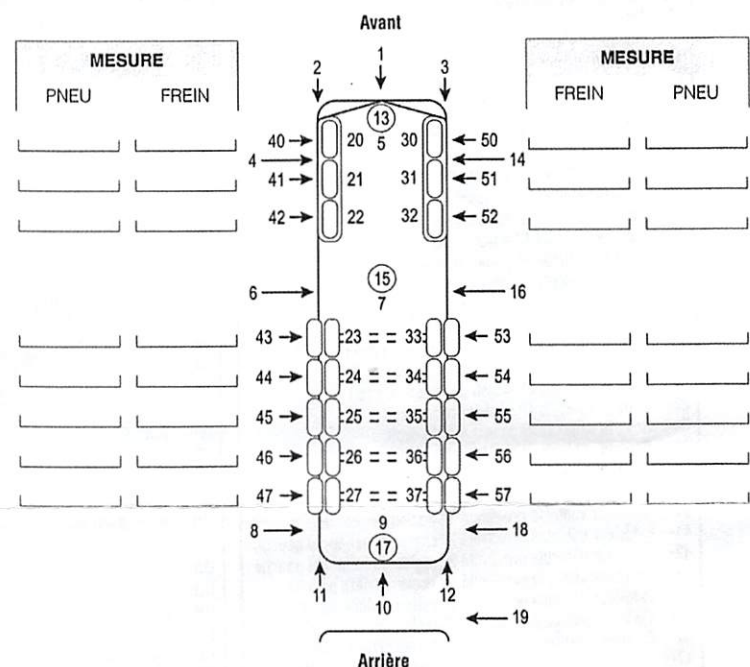 Avant
MESURE
PNEU FREIN
MESURE
FREIN PNEU
2 1 3
13
40 20 5 30 50
4 14
41 21 31 51
42 22 32 52
15
6 7 16
43 23 33 53
44 24 34 54
45 25 35 55
46 26 36 56
47 27 37 57
8 9 18
17
11 10 12
19
Arrière